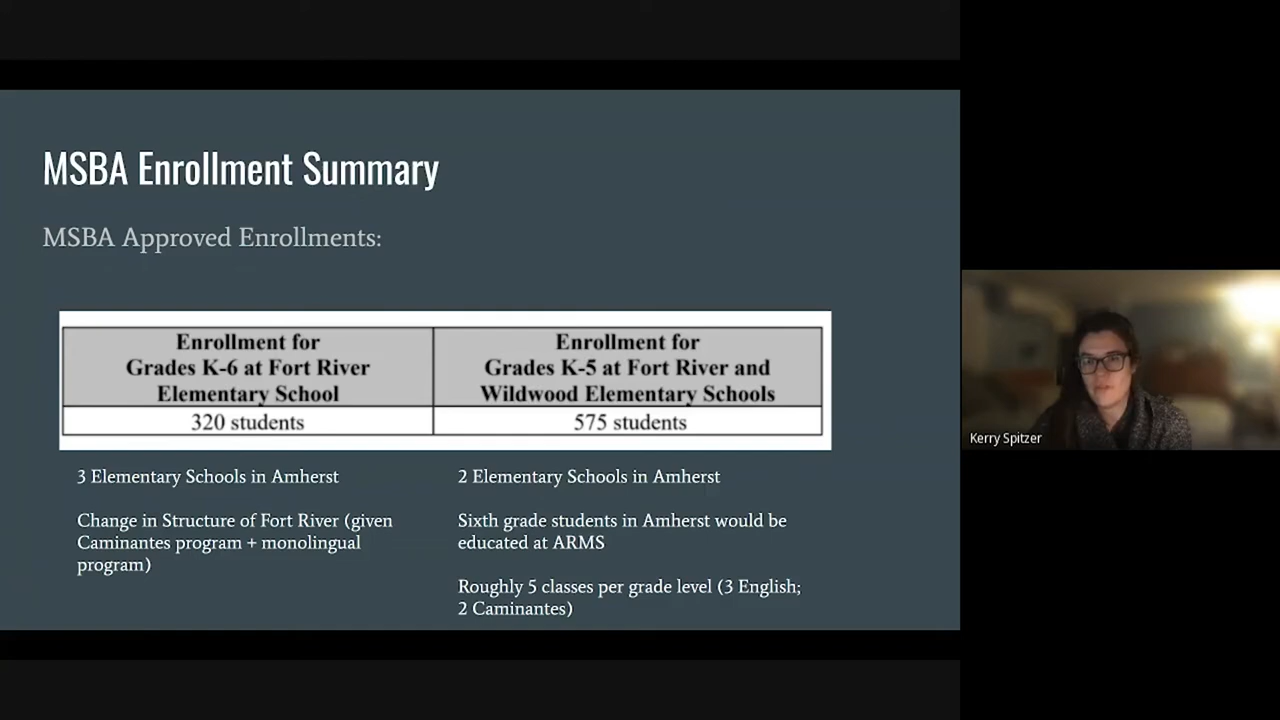 MSBA Enrollment Summary
MSBA Approved Enrollments:
Enrollment for
Grades K-6 at Fort River
Elementary School
Enrollment for
Grades K-5 at Fort River and
Wildwood Elementary Schools
320 students
575 students
3 Elementary Schools in Amherst
Change in Structure of Fort River (given
Caminantes program + monolingual
program)
2 Elementary Schools in Amherst
Sixth grade students in Amherst would be
educated at ARMS
Roughly 5 classes per grade level (3 English;
2 Caminantes)
Kerry Spitzer